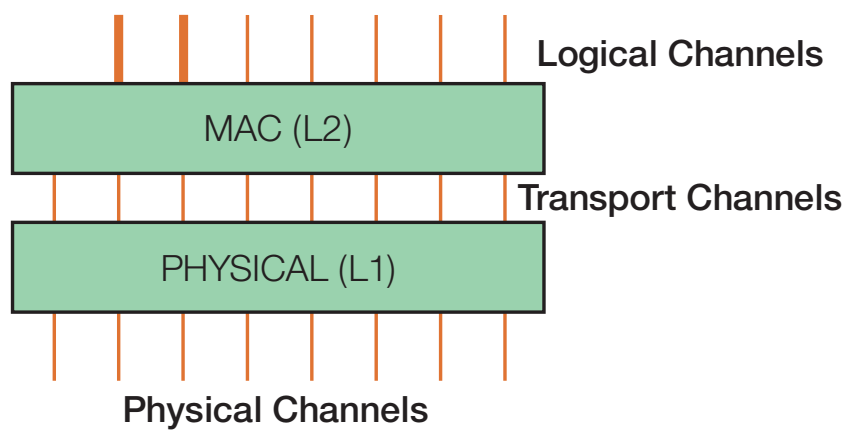 Logical Channels
MAC (L2)
Transport Channels
PHYSICAL (L1)
Physical Channels